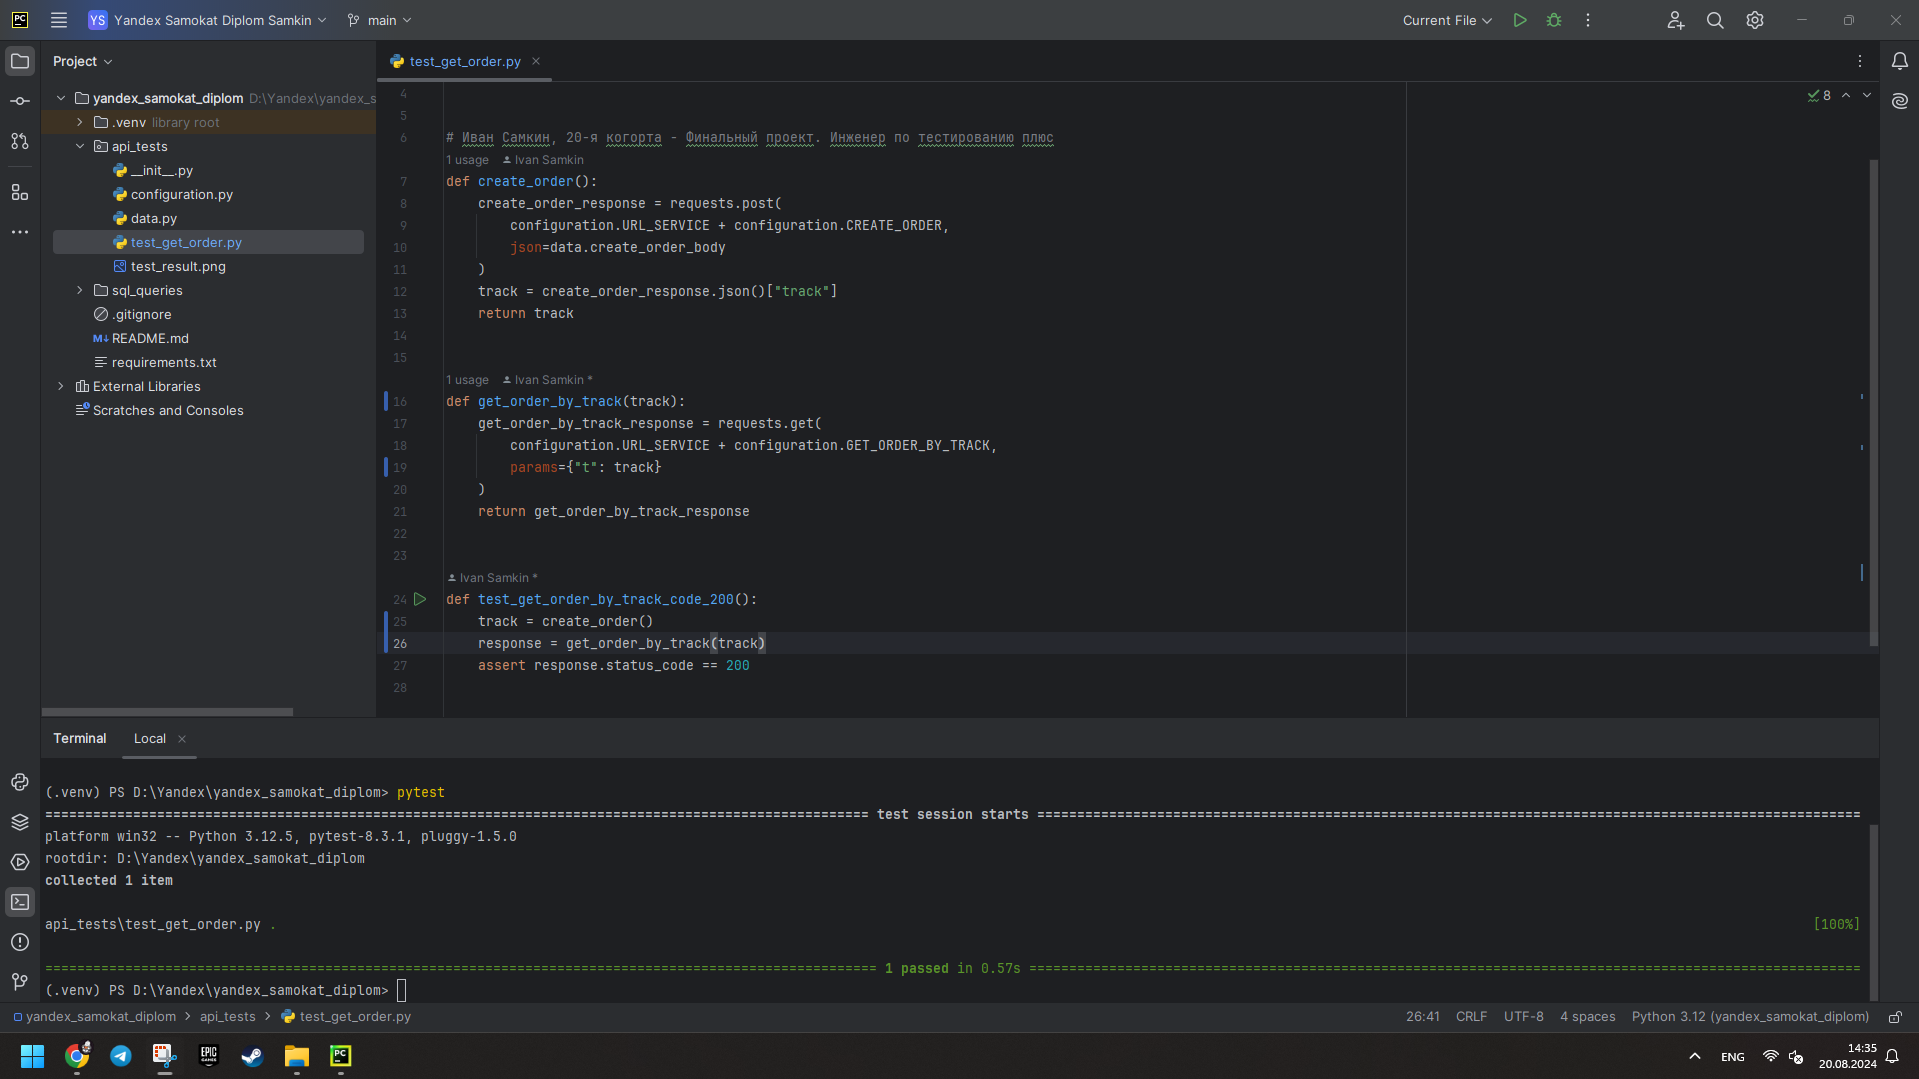 YS Yandex Samokat Diplom Samkin main Current File
Project
test_get_order.py
yandex_samokat_diplom D:\Yandex\yandex_s
.venv library root
api_tests
__init__.py
configuration.py
data.py
test_get_order.py
test_result.png
sql_queries
.gitignore
README.md
requirements.txt
External Libraries
Scratches and Consoles
8
4
5
6 # Иван Самкин, 20-я когорта - Финальный проект. Инженер по тестированию плюс
1 usage Ivan Samkin
7 def create_order():
8 create_order_response = requests.post(
9 configuration.URL_SERVICE + configuration.CREATE_ORDER,
10 json=data.create_order_body
11 )
12 track = create_order_response.json()["track"]
13 return track
14
15
1 usage Ivan Samkin *
16 def get_order_by_track(track):
17 get_order_by_track_response = requests.get(
18 configuration.URL_SERVICE + configuration.GET_ORDER_BY_TRACK,
19 params={"t": track}
20 )
21 return get_order_by_track_response
22
23
Ivan Samkin *
24 def test_get_order_by_track_code_200():
25 track = create_order()
26 response = get_order_by_track(track)
27 assert response.status_code == 200
28
Terminal Local
(.venv) PS D:\Yandex\yandex_samokat_diplom> pytest
test session starts
platform win32 -- Python 3.12.5, pytest-8.3.1, pluggy-1.5.0
rootdir: D:\Yandex\yandex_samokat_diplom
collected 1 item
api_tests\test_get_order.py . [100%]
1 passed in 0.57s
(.venv) PS D:\Yandex\yandex_samokat_diplom>
yandex_samokat_diplom > api_tests > test_get_order.py 26:41 CRLF UTF-8 4 spaces Python 3.12 (yandex_samokat_diplom)
EPIC GAMES
PC
ENG
14:35
20.08.2024